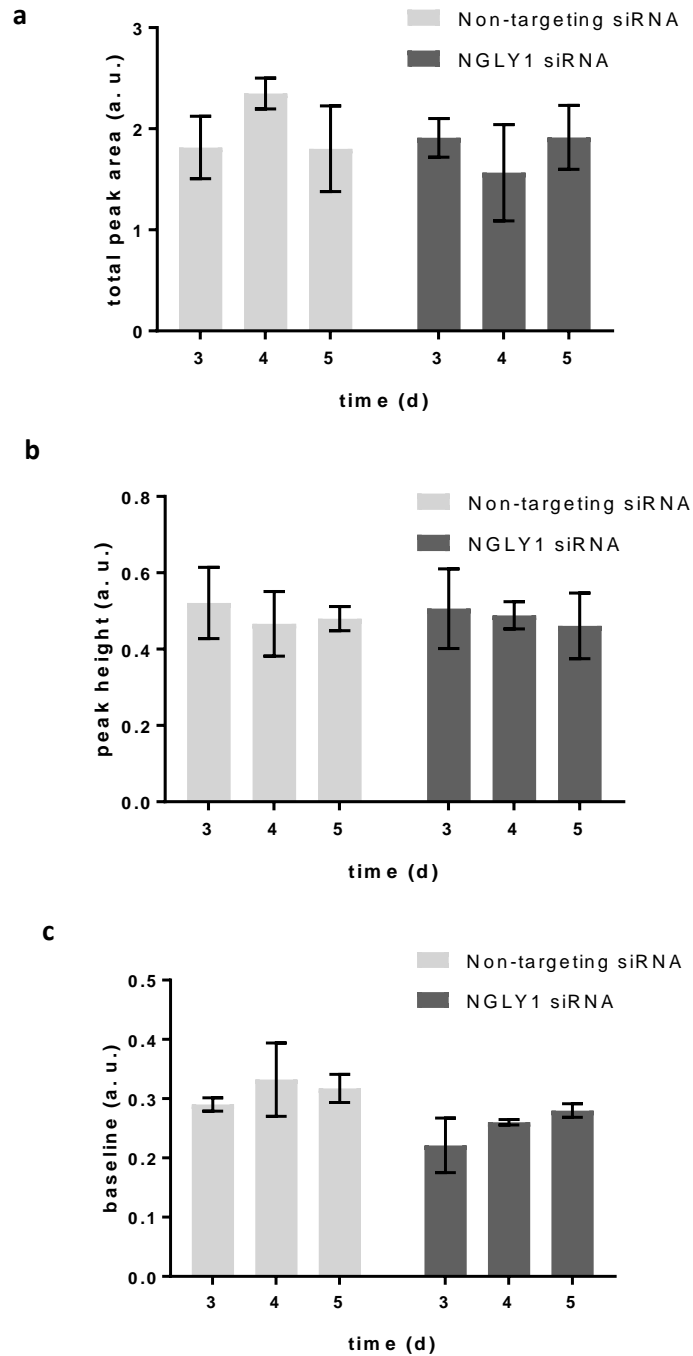 a
Non-targeting siRNA
NGLY1 siRNA
total peak area (a. u.)
3
2
1
0
3 4 5 3 4 5
time (d)
b
Non-targeting siRNA
NGLY1 siRNA
peak height (a. u.)
0.8
0.6
0.4
0.2
0.0
3 4 5 3 4 5
time (d)
c
Non-targeting siRNA
NGLY1 siRNA
baseline (a. u.)
0.5
0.4
0.3
0.2
0.1
0.0
3 4 5 3 4 5
time (d)